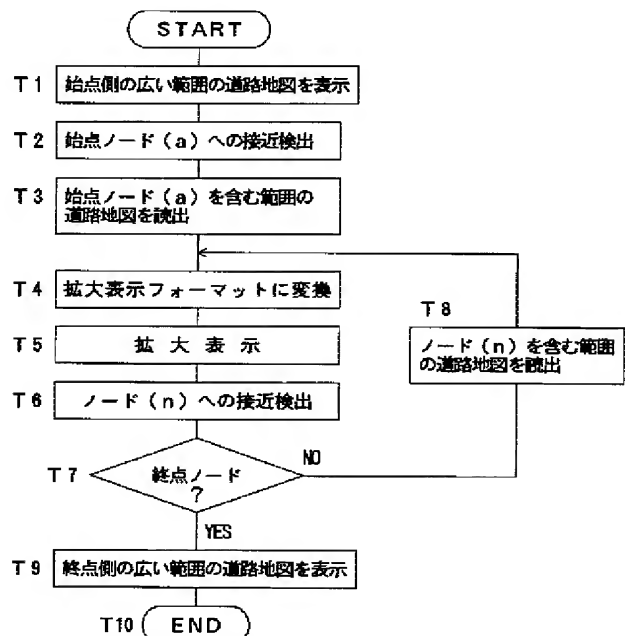 START
T1 始点側の広い範囲の道路地図を表示
T2 始点ノード(a)への接近検出
T3 始点ノード(a)を含む範囲の
道路地図を読出
T4 拡大表示フォーマットに変換
T8
ノード(n)を含む範囲
の道路地図を読出
T5 拡大表示
T6 ノード(n)への接近検出
T7 終点ノード
?
NO
YES
T9 終点側の広い範囲の道路地図を表示
T10 END